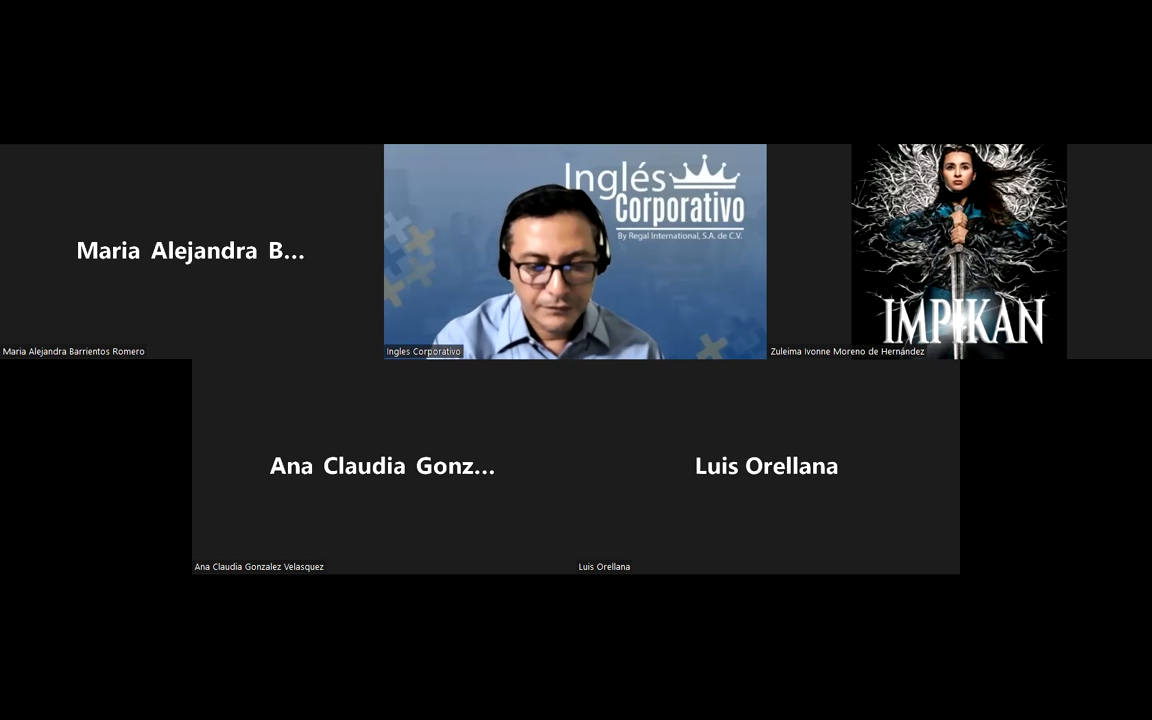 Maria Alejandra B...
Maria Alejandra Barrientos Romero
Inglés
Corporativo
By Regal International, S.A. de C.V.
Ingles Corporativo
IMPIKAN
Zuleima Ivonne Moreno de Hernández
Ana Claudia Gonz...
Ana Claudia Gonzalez Velasquez
Luis Orellana
Luis Orellana